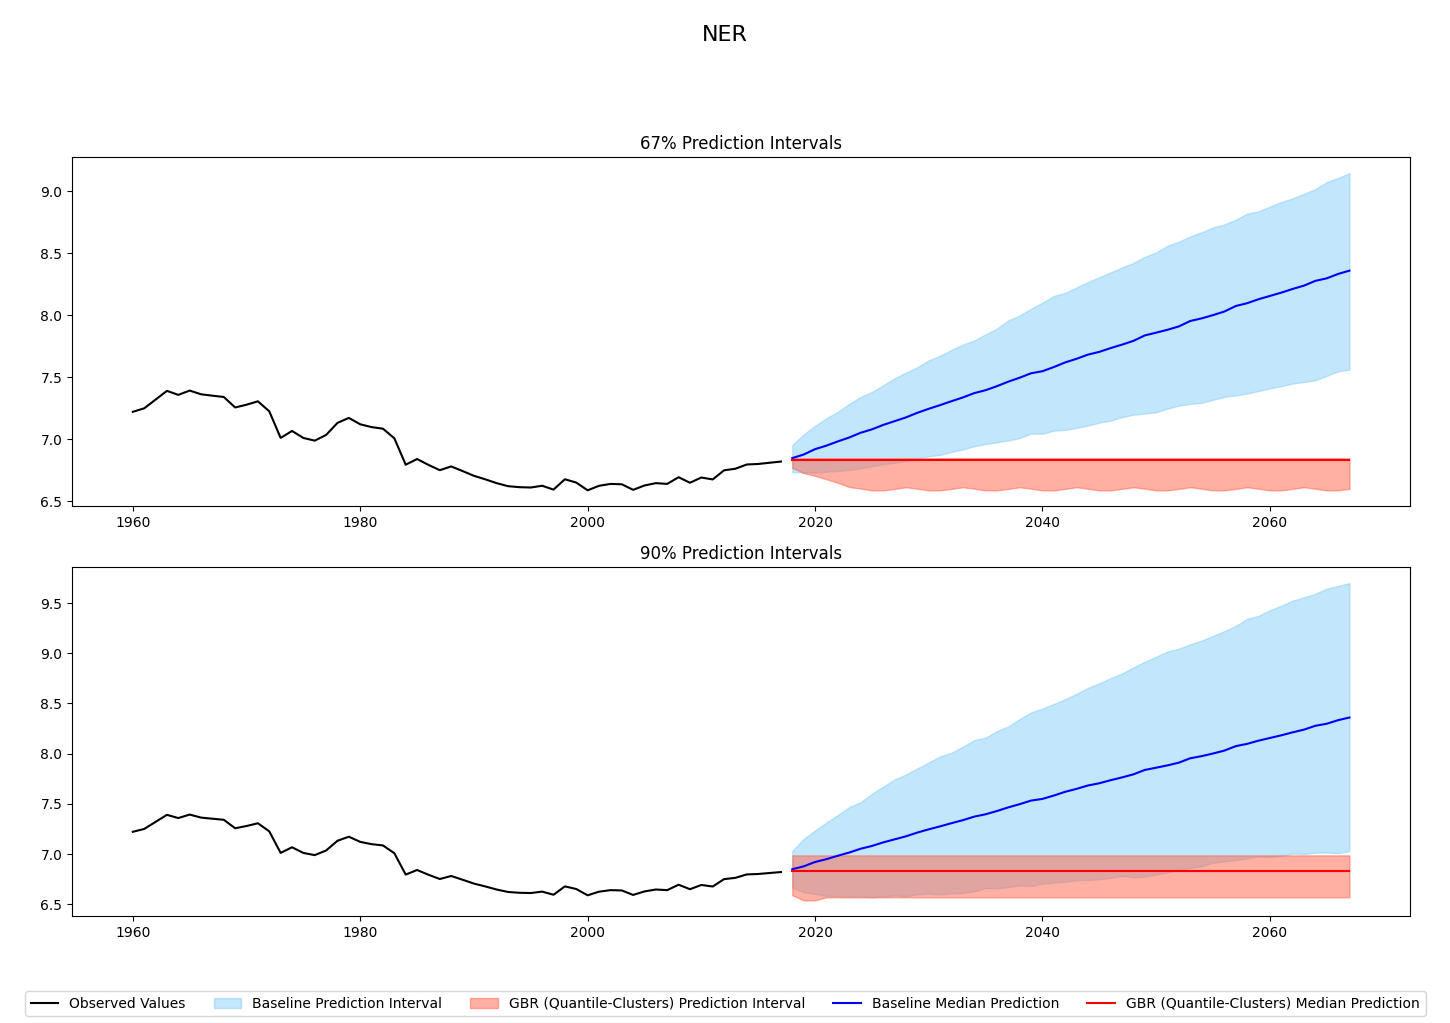 NER
67% Prediction Intervals
9.0
8.5
8.0
7.5
7.0
6.5
1960 1980 2000 2020 2040 2060
90% Prediction Intervals
9.5
9.0
8.5
8.0
7.5
7.0
6.5
1960 1980 2000 2020 2040 2060
Observed Values Baseline Prediction Interval GBR (Quantile-Clusters) Prediction Interval Baseline Median Prediction GBR (Quantile-Clusters) Median Prediction